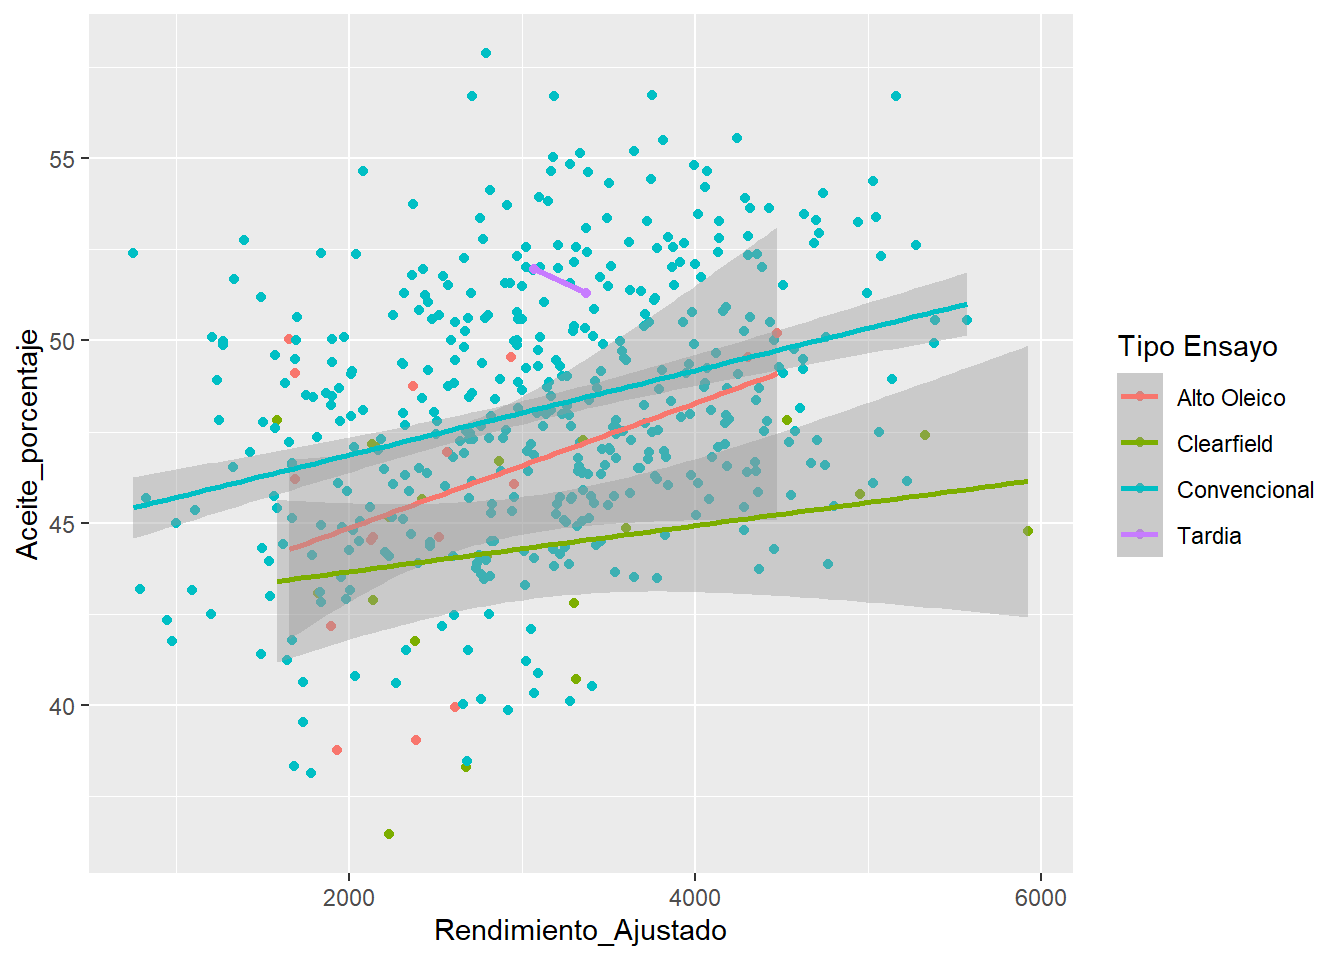 Aceite_porcentaje
55
50
45
40
2000
4000
6000
Rendimiento_Ajustado
Tipo Ensayo
Alto Oleico
Clearfield
Convencional
Tardia